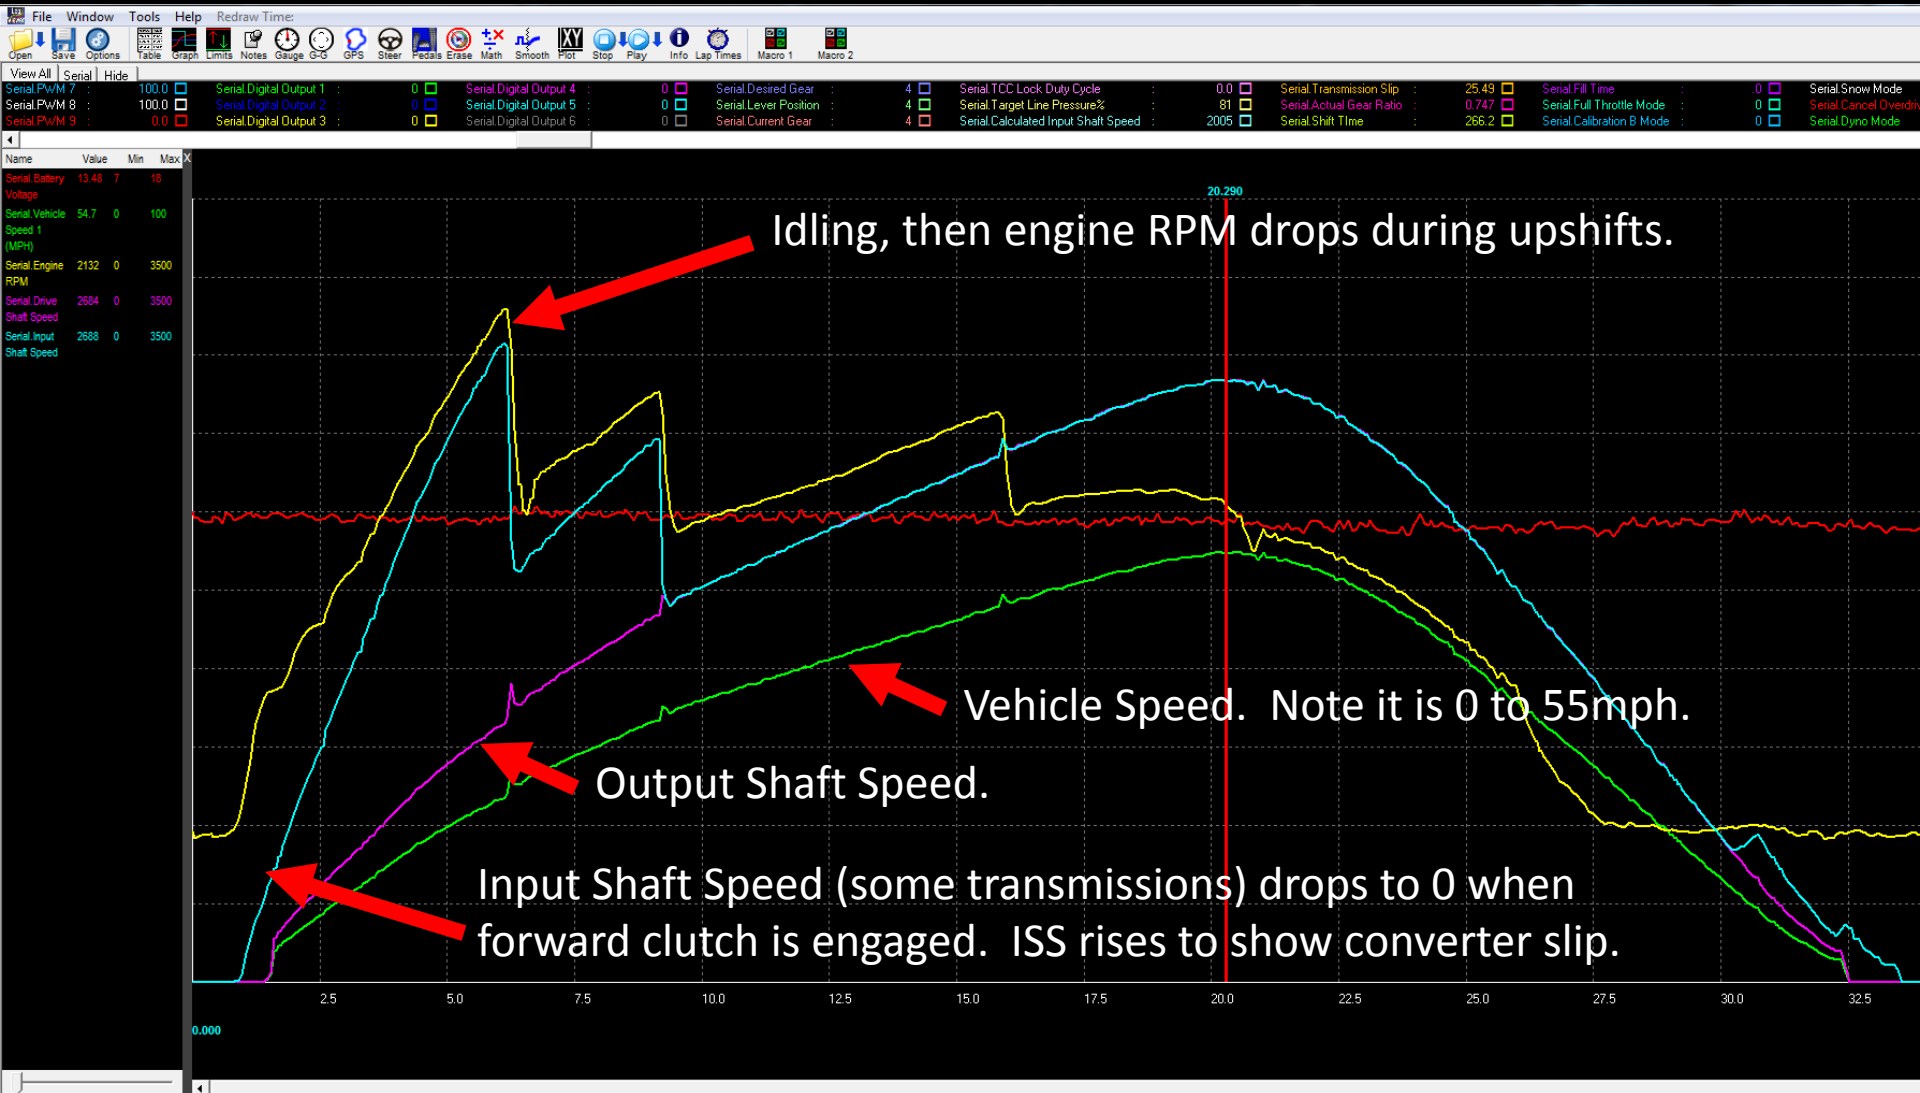 File Window Tools Help Redraw Time:
Open Save Options Table Graph Limits Notes Gauge G-G GPS Steer Pedals Erase Math Smooth Plot Stop Play Info Lap Times Macro 1 Macro 2
XY
View All Serial Hide
Serial.PWM 7 : 100.0 Serial.Digital Output 1 : 0 Serial.Digital Output 4 : 0 Serial.Desired Gear : 4 Serial.TCC Lock Duty Cycle : 0.0 Serial.Transmission Slip : 25.49 Serial.Fill Time : .0 Serial.Snow Mode
Serial.PWM 8 : 100.0 Serial.Digital Output 2 : 0 Serial.Digital Output 5 : 0 Serial.Lever Position : 4 Serial.Target Line Pressure% : 81 Serial.Actual Gear Ratio : 0.747 Serial.Full Throttle Mode : 0 Serial.Cancel Overdriv
Serial.PWM 9 : 0.0 Serial.Digital Output 3 : 0 Serial.Digital Output 6 : 0 Serial.Current Gear : 4 Serial.Calculated Input Shaft Speed : 2005 Serial.Shift TIme : 266.2 Serial.Calibration B Mode : 0 Serial.Dyno Mode
Name Value Min Max X
Serial.Battery 13.48 7 18
Voltage
Serial.Vehicle 54.7 0 100
Speed 1
(MPH)
Serial.Engine 2132 0 3500
RPM
Serial.Drive 2684 0 3500
Shaft Speed
Serial.Input 2688 0 3500
Shaft Speed
20.290
Idling, then engine RPM drops during upshifts.
Vehicle Speed. Note it is 0 to 55mph.
Output Shaft Speed.
Input Shaft Speed (some transmissions) drops to 0 when
forward clutch is engaged. ISS rises to show converter slip.
2.5 5.0 7.5 10.0 12.5 15.0 17.5 20.0 22.5 25.0 27.5 30.0 32.5
0.000